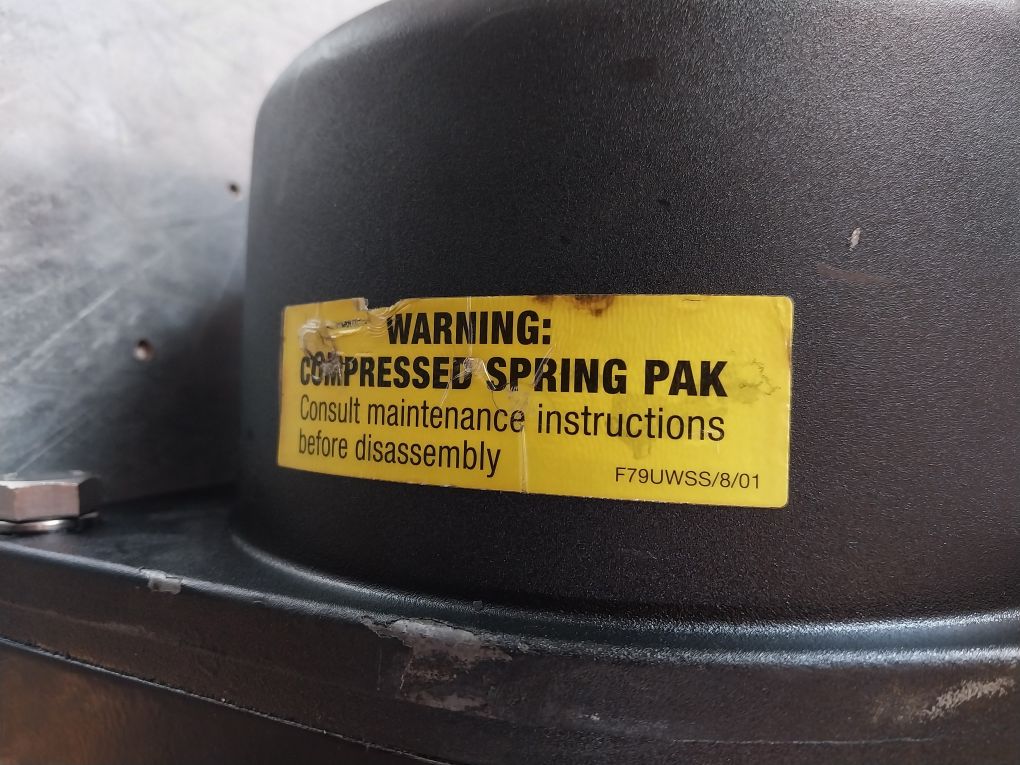 WARNING:
COMPRESSED SPRING PAK
Consult maintenance instructions
before disassembly
F79UWSS/8/01